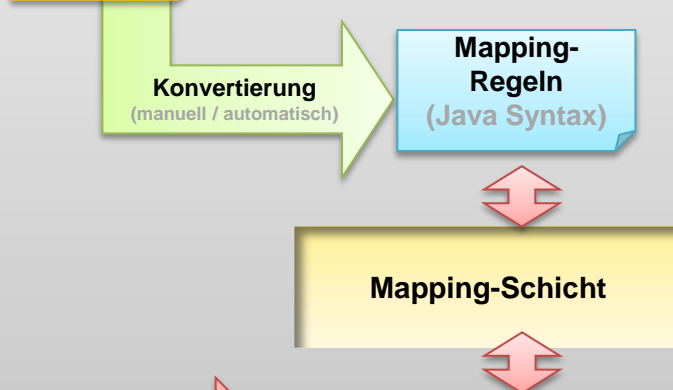 Konvertierung
(manuell / automatisch)
Mapping-
Regeln
(Java Syntax)
Mapping-Schicht